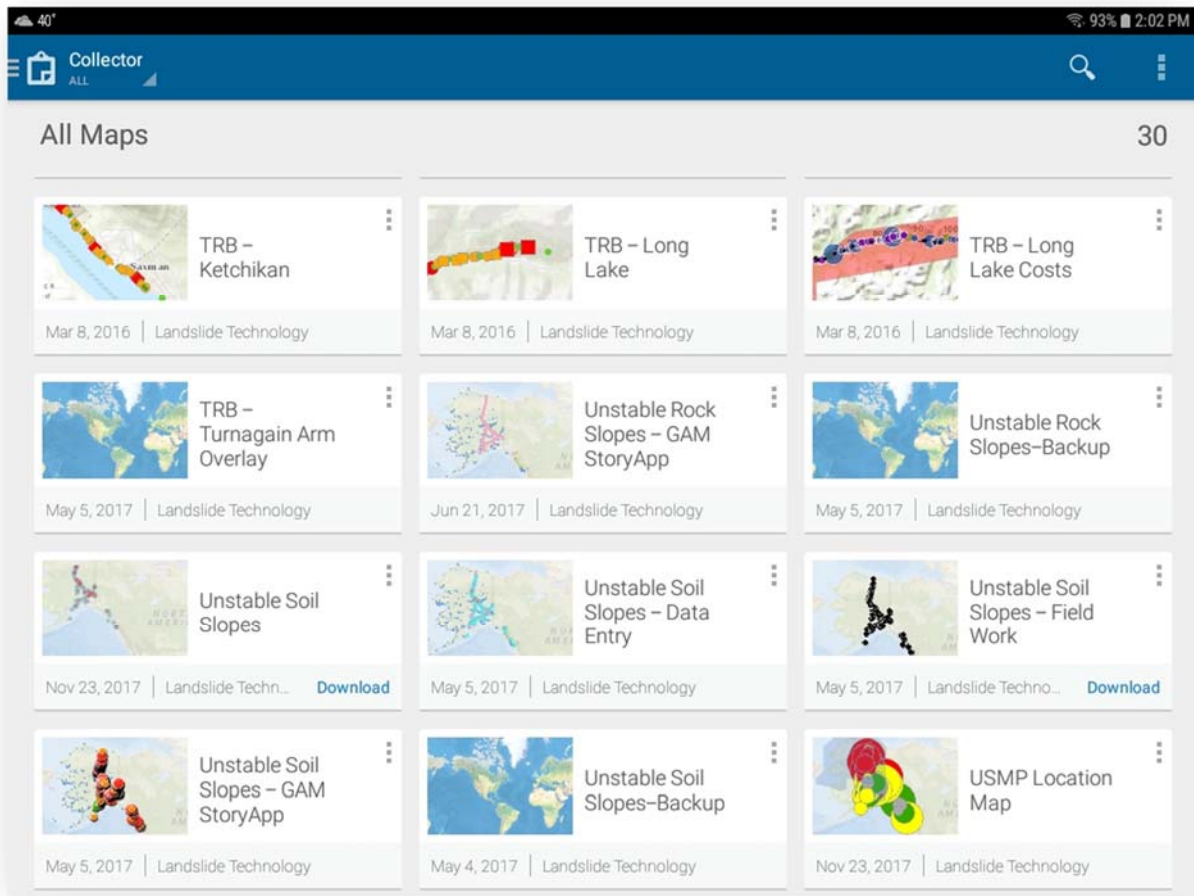 40°
93% 2:02 PM
Collector
ALL
All Maps
30
Saxman
TRB –
Ketchikan
Mar 8, 2016 Landslide Technology
TRB – Long
Lake
Mar 8, 2016 Landslide Technology
TRB – Long
Lake Costs
Mar 8, 2016 Landslide Technology
TRB –
Turnagain Arm
Overlay
May 5, 2017 Landslide Technology
Unstable Rock
Slopes – GAM
StoryApp
Jun 21, 2017 Landslide Technology
Unstable Rock
Slopes–Backup
May 5, 2017 Landslide Technology
Unstable Soil
Slopes
Nov 23, 2017 Landslide Techn... Download
Unstable Soil
Slopes – Data
Entry
May 5, 2017 Landslide Technology
Unstable Soil
Slopes – Field
Work
May 5, 2017 Landslide Techno... Download
Unstable Soil
Slopes – GAM
StoryApp
May 5, 2017 Landslide Technology
Unstable Soil
Slopes–Backup
May 4, 2017 Landslide Technology
USMP Location
Map
Nov 23, 2017 Landslide Technology